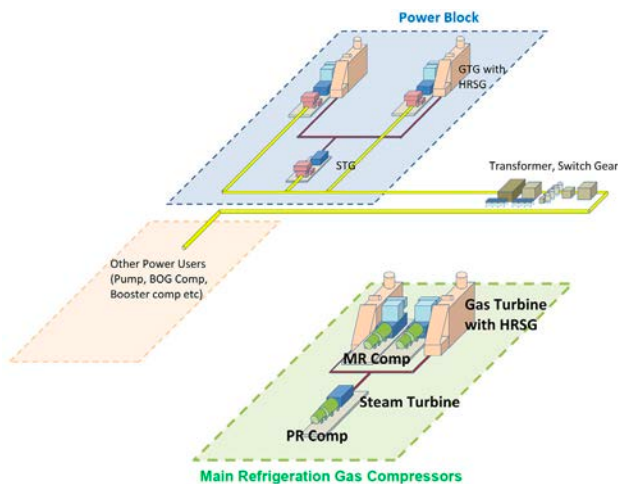 Power Block
GTG with
HRSG
STG
Transformer, Switch Gear
Other Power Users
(Pump, BOG Comp,
Booster comp etc)
Gas Turbine
with HRSG
MR Comp
Steam Turbine
PR Comp
Main Refrigeration Gas Compressors